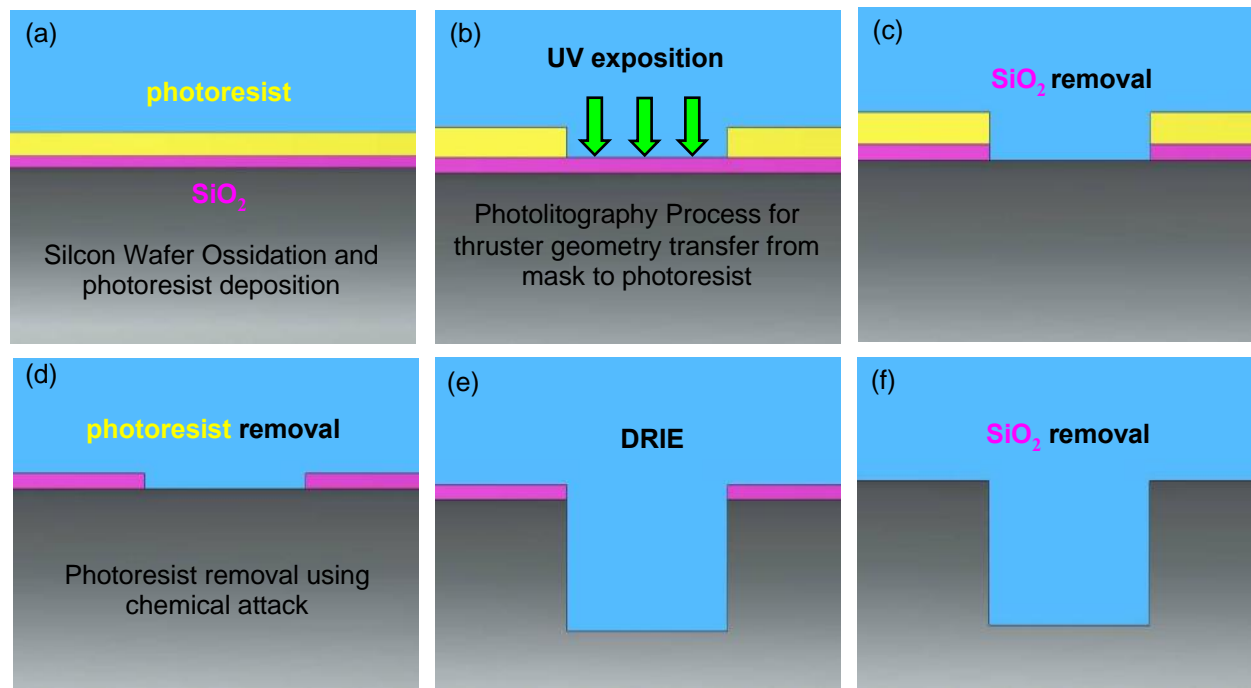 (a)
photoresist
SiO₂
Silcon Wafer Ossidation and
photoresist deposition
(b)
UV exposition
Photolitography Process for
thruster geometry transfer from
mask to photoresist
(c)
SiO₂ removal
(d)
photoresist removal
Photoresist removal using
chemical attack
(e)
DRIE
(f)
SiO₂ removal